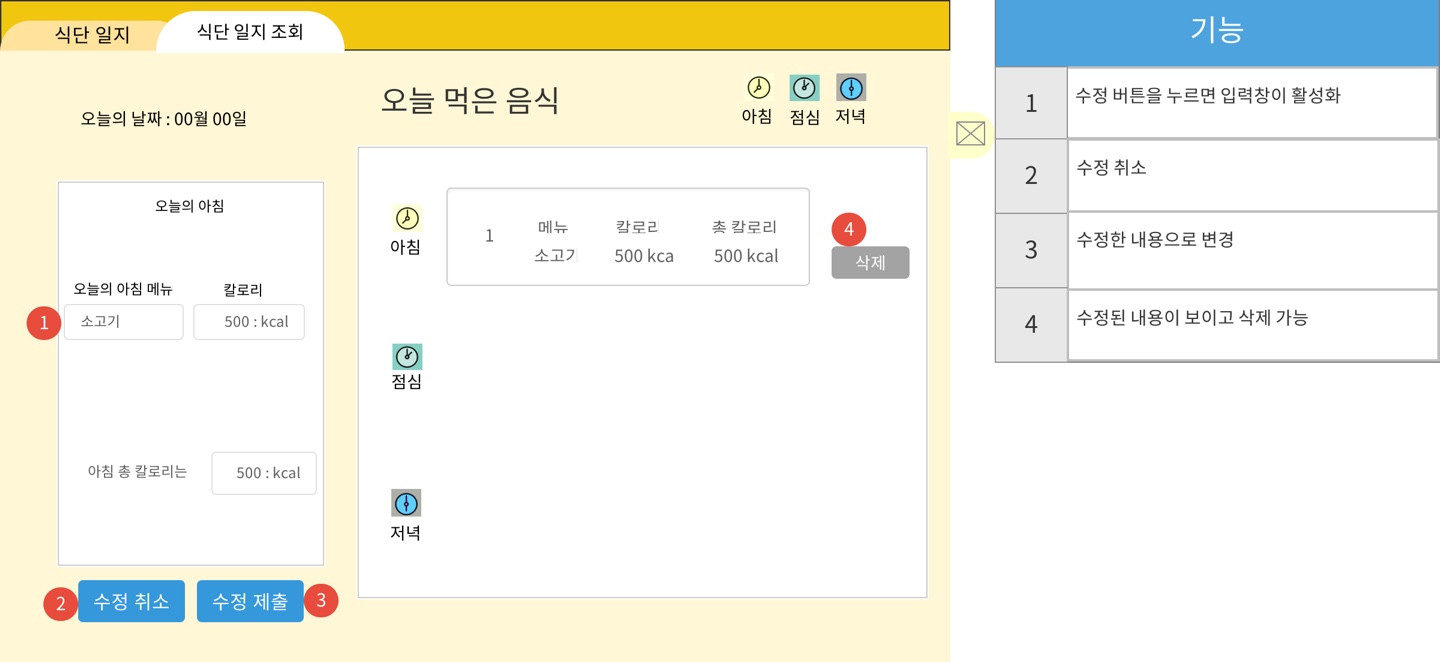 식단 일지
식단 일지 조회
오늘의 날짜 : 00월 00일
오늘 먹은 음식
아침
점심
저녁
오늘의 아침
오늘의 아침 메뉴
칼로리
1
소고기
500 : kcal
아침 총 칼로리는
500 : kcal
2
수정 취소
수정 제출
3
아침
1
메뉴
칼로리
총 칼로리
소고기
500 kca
500 kcal
4
삭제
점심
저녁
기능
1
수정 버튼을 누르면 입력창이 활성화
2
수정 취소
3
수정한 내용으로 변경
4
수정된 내용이 보이고 삭제 가능